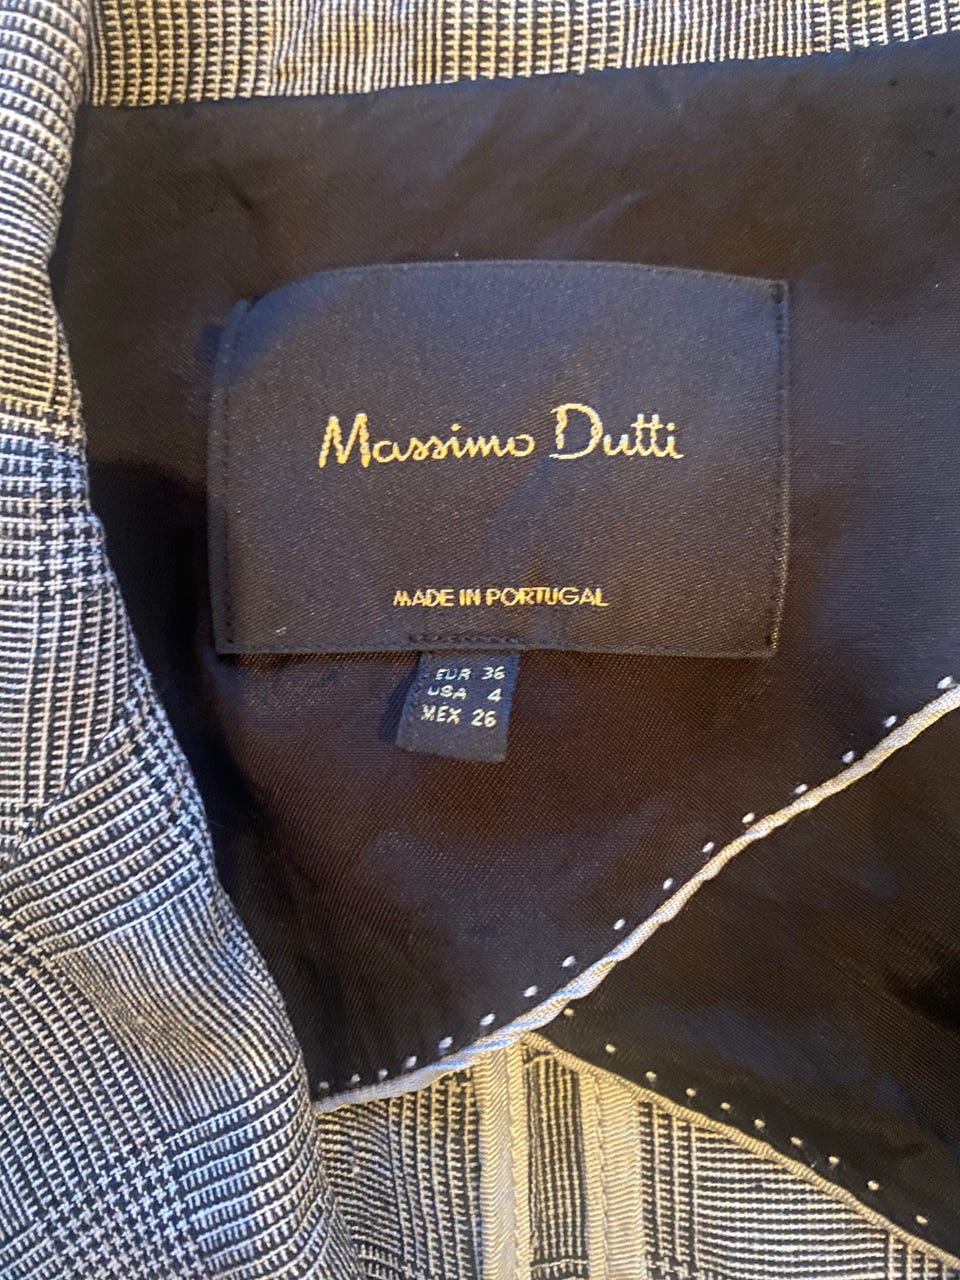 Massimo Dutti
MADE IN PORTUGAL
EUR 36
USA 4
MEX 26